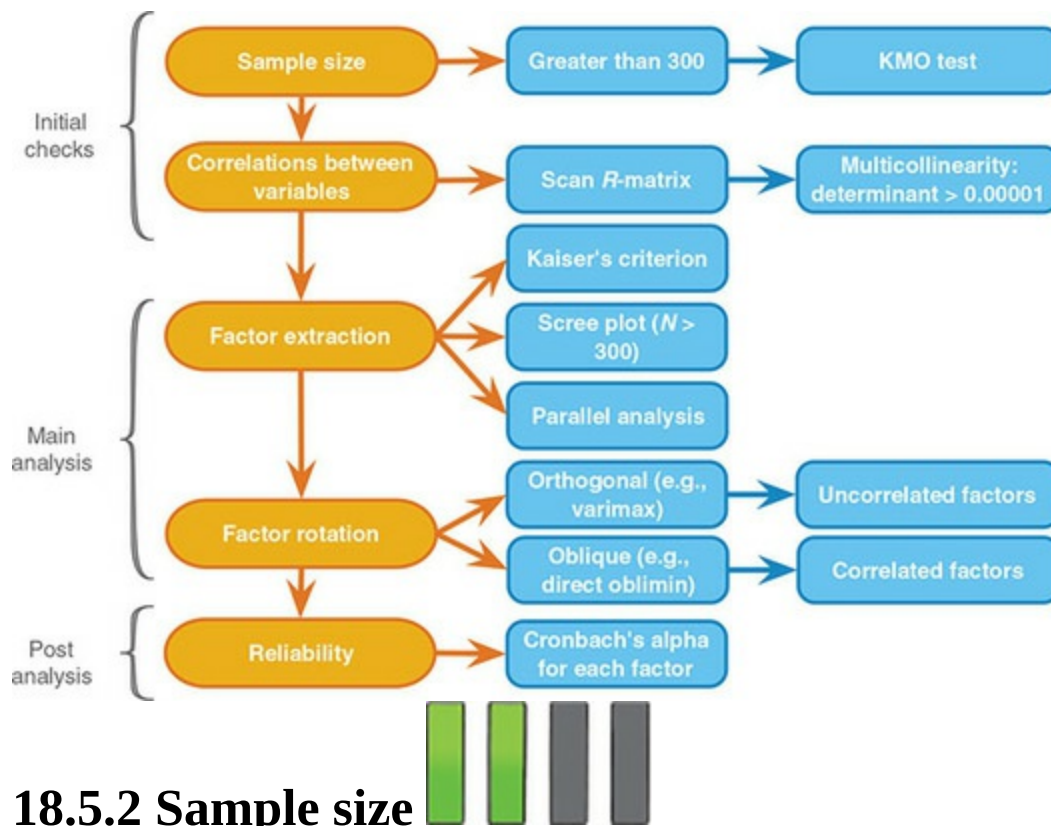 Initial
checks
Sample size
Greater than 300
KMO test
Correlations between
variables
Scan R-matrix
Multicollinearity:
determinant > 0.00001
Main
analysis
Factor extraction
Kaiser's criterion
Scree plot (N >
300)
Parallel analysis
Factor rotation
Orthogonal (e.g.,
varimax)
Uncorrelated factors
Oblique (e.g.,
direct oblimin)
Correlated factors
Post
analysis
Reliability
Cronbach's alpha
for each factor
18.5.2 Sample size